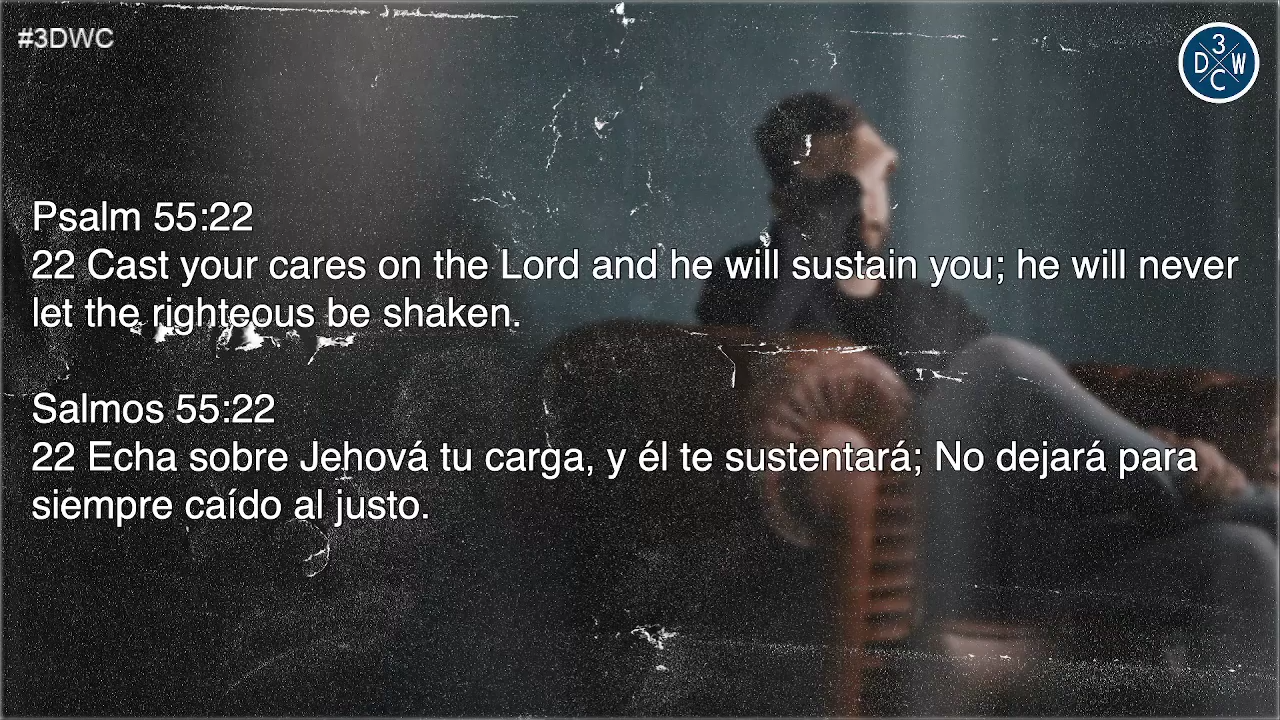 #3DWC
3
D W
C
Psalm 55:22
22 Cast your cares on the Lord and he will sustain you; he will never
let the righteous be shaken.
Salmos 55:22
22 Echa sobre Jehová tu carga, y él te sustentará; No dejará para
siempre caído al justo.